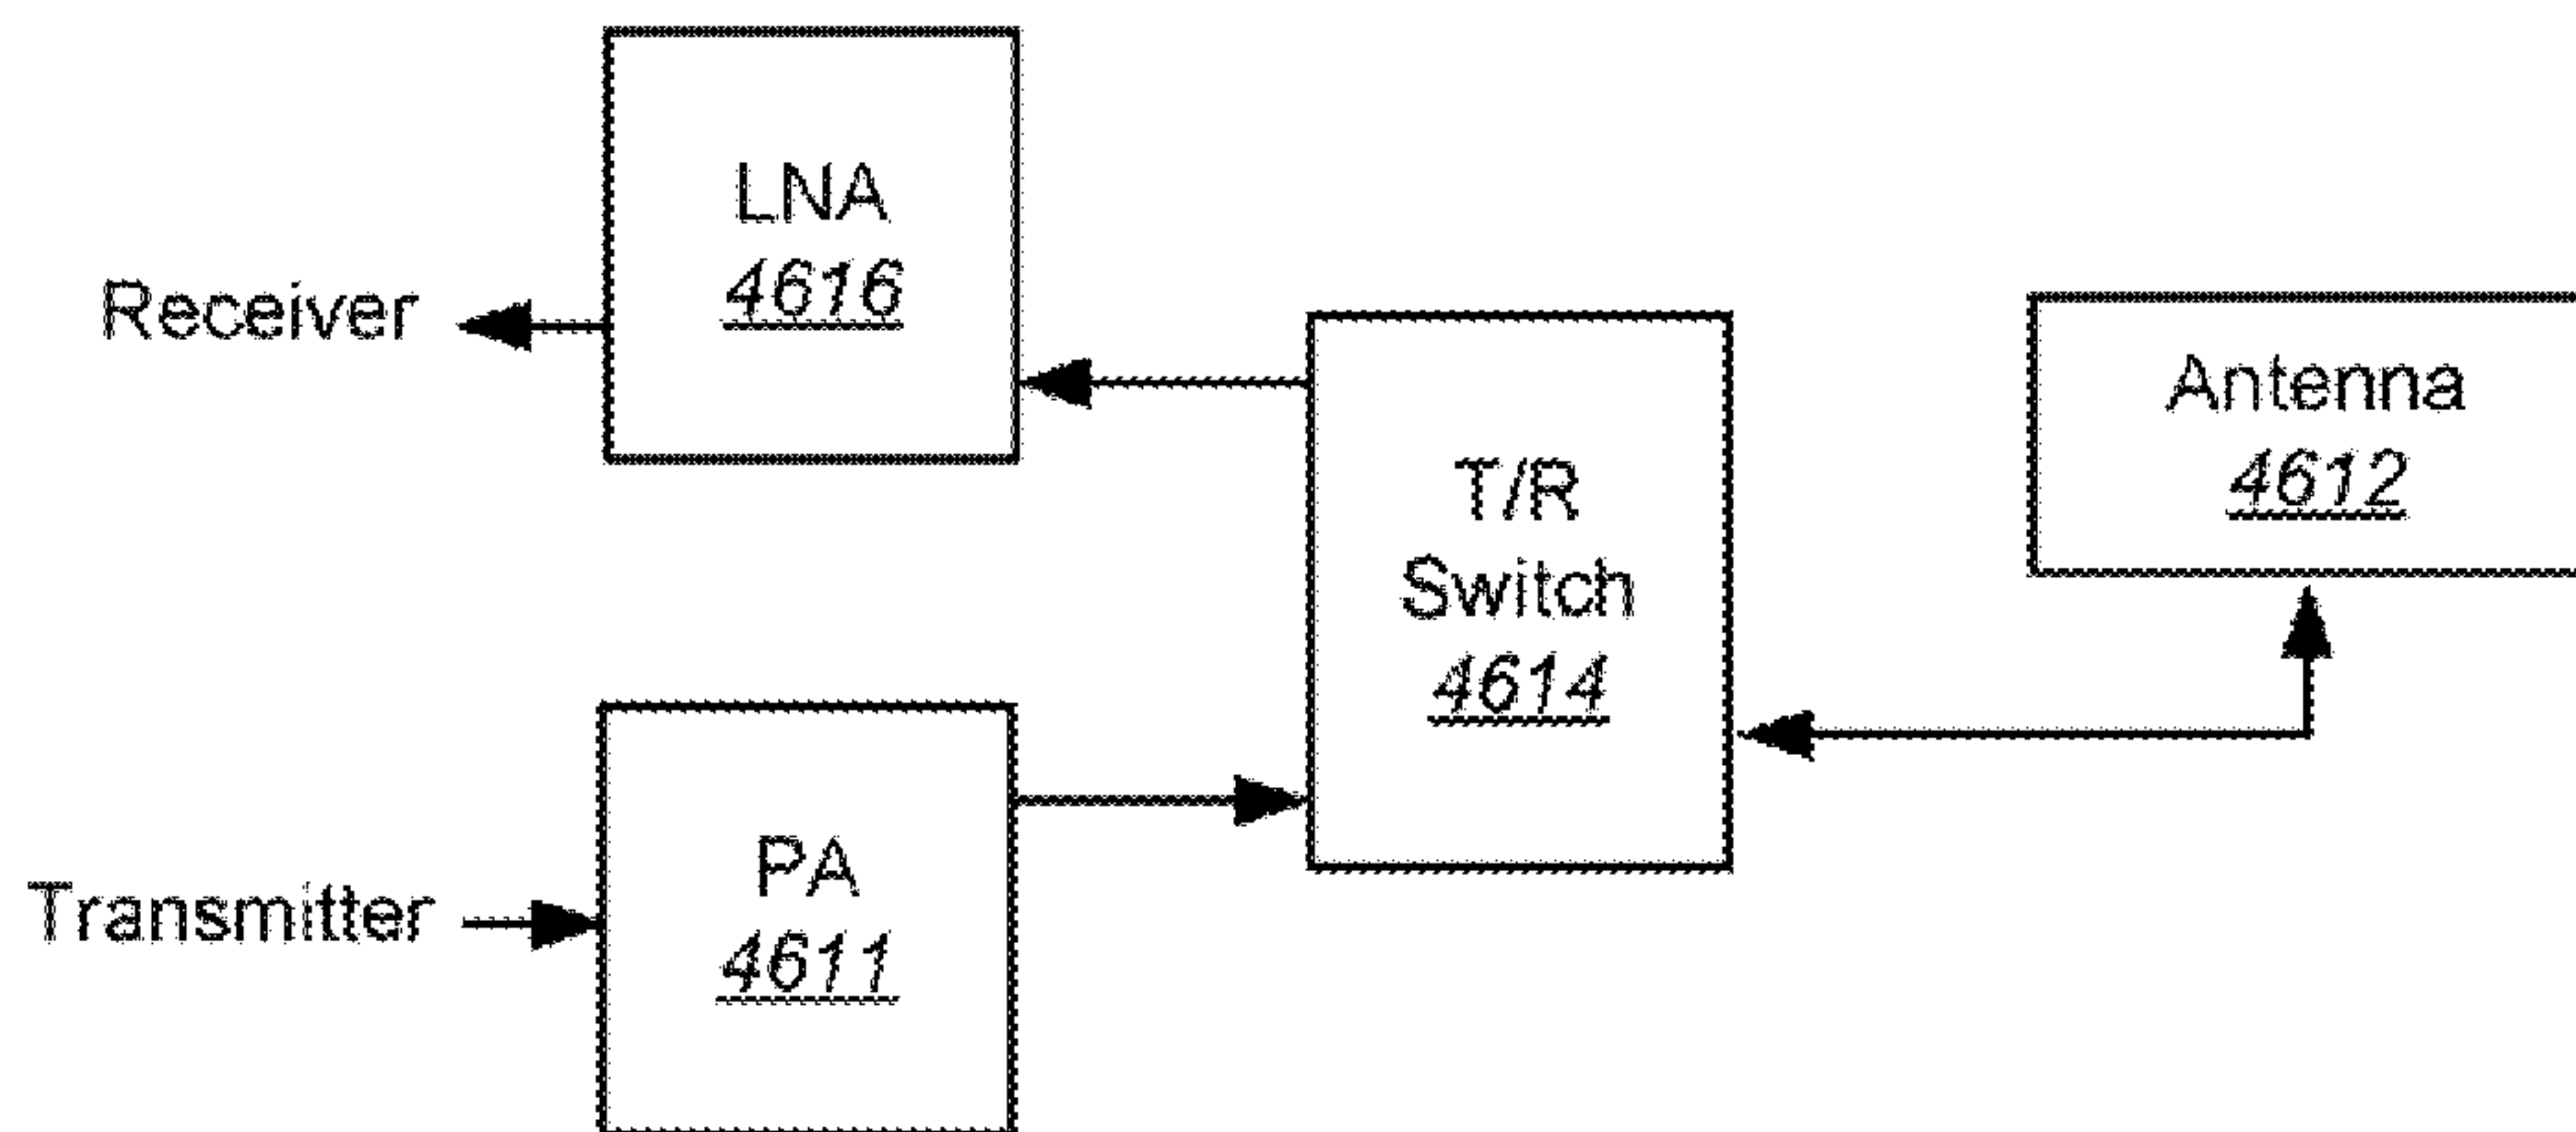 LNA
4616
Receiver
T/R
Switch
4614
Antenna
4612
PA
4611
Transmitter